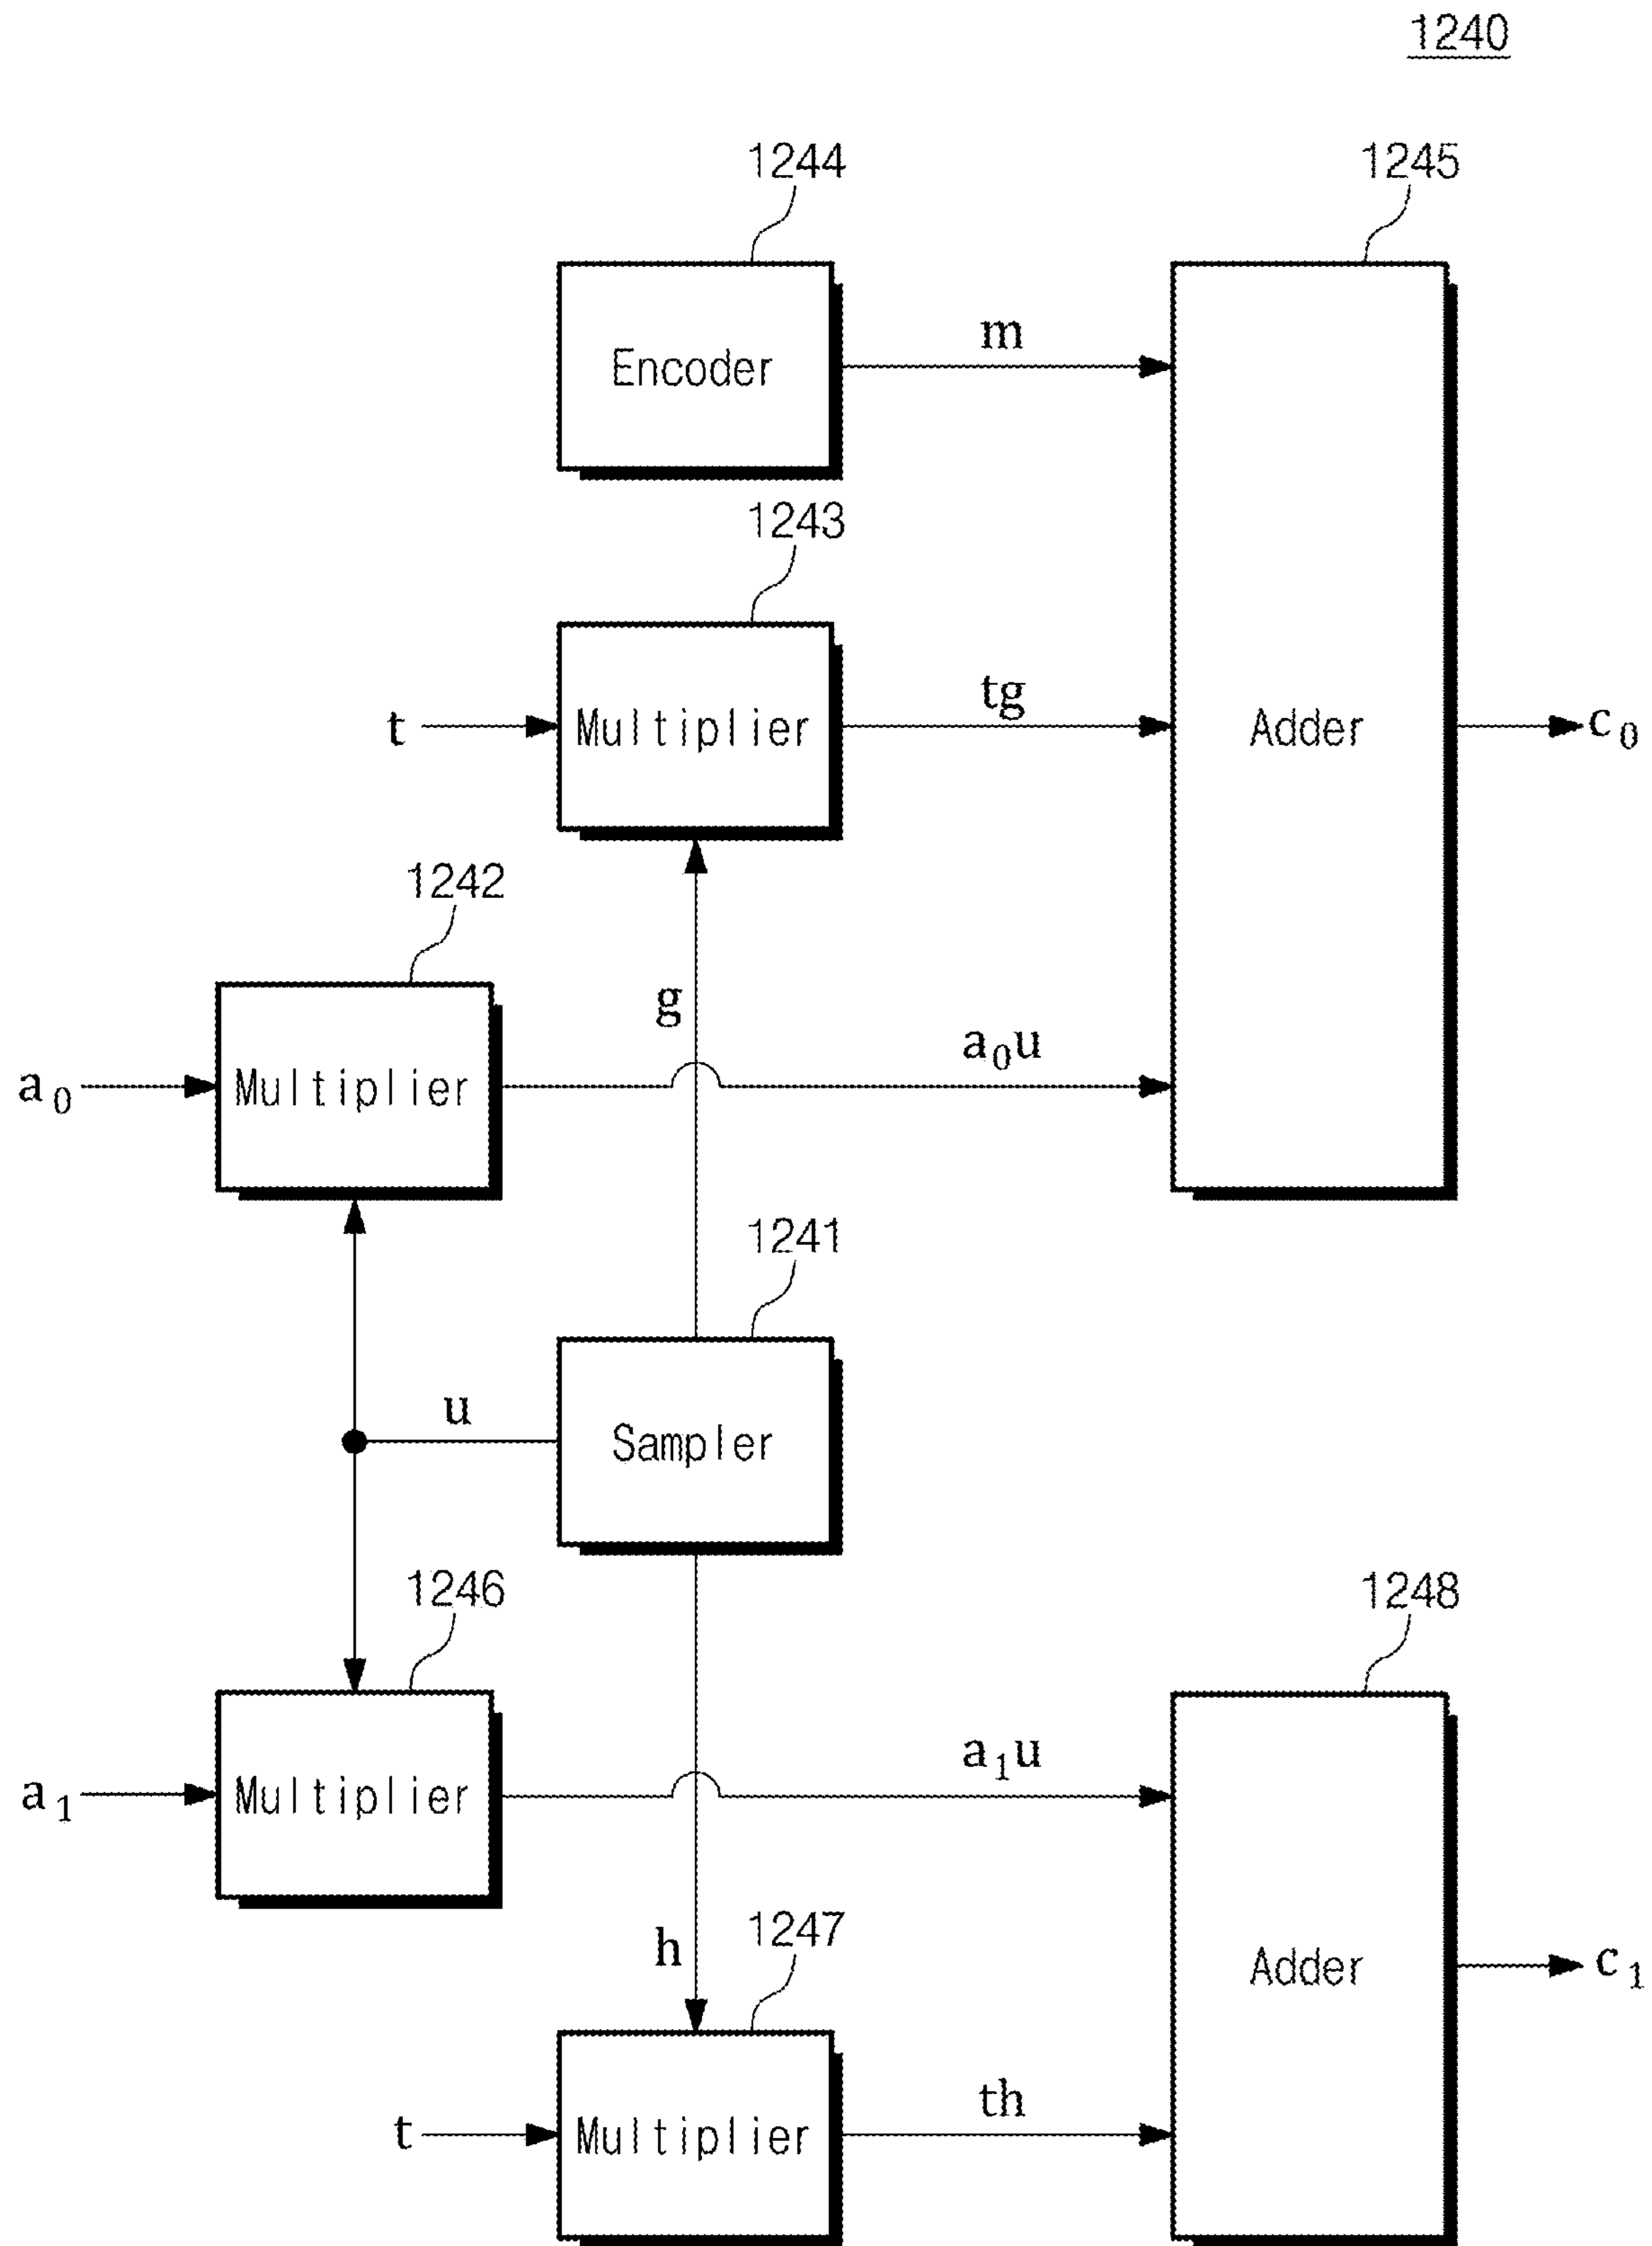 1240
1244
1245
Encoder
m
1243
t
Multiplier
tg
Adder
c₀
1242
g
a₀
Multiplier
a₀u
1241
u
Sampler
1246
1248
a₁
Multiplier
a₁u
1247
h
Adder
c₁
t
Multiplier
th